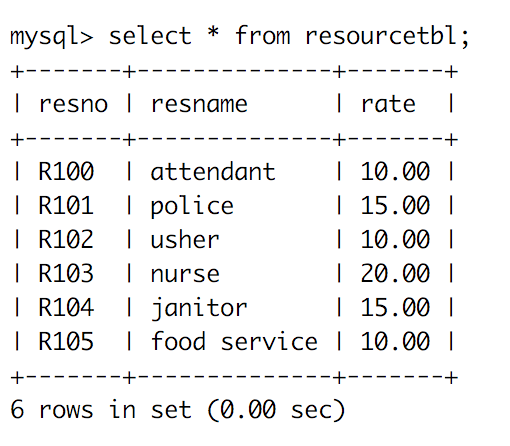 mysql> select * from resourcetbl;
+-------+--------------+-------+
| resno | resname      | rate  |
+-------+--------------+-------+
| R100  | attendant    | 10.00 |
| R101  | police       | 15.00 |
| R102  | usher        | 10.00 |
| R103  | nurse        | 20.00 |
| R104  | janitor      | 15.00 |
| R105  | food service | 10.00 |
+-------+--------------+-------+
6 rows in set (0.00 sec)